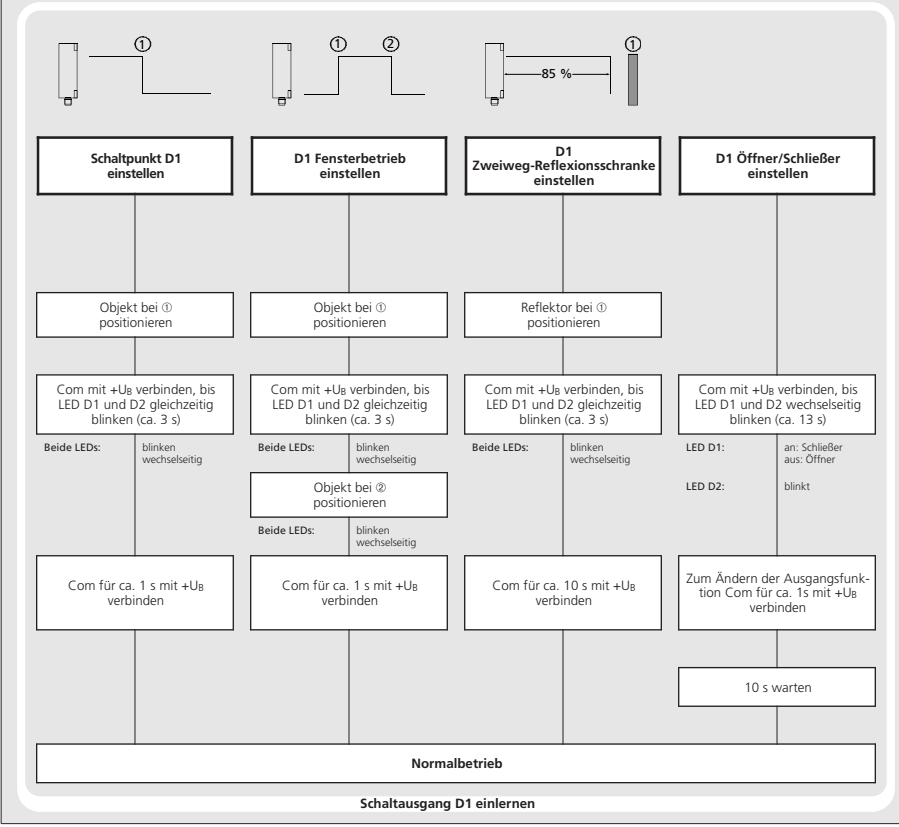 ① ① ② ①
85 %
Schaltpunkt D1
einstellen
Objekt bei ①
positionieren
Com mit +UB verbinden, bis
LED D1 und D2 gleichzeitig
blinken (ca. 3 s)
Beide LEDs: blinken
wechselseitig
Com für ca. 1 s mit +UB
verbinden
D1 Fensterbetrieb
einstellen
Objekt bei ①
positionieren
Com mit +UB verbinden, bis
LED D1 und D2 gleichzeitig
blinken (ca. 3 s)
Beide LEDs: blinken
wechselseitig
Objekt bei ②
positionieren
Beide LEDs: blinken
wechselseitig
Com für ca. 1 s mit +UB
verbinden
D1
Zweiweg-Reflexionsschranke
einstellen
Reflektor bei ①
positionieren
Com mit +UB verbinden, bis
LED D1 und D2 gleichzeitig
blinken (ca. 3 s)
Beide LEDs: blinken
wechselseitig
Com für ca. 10 s mit +UB
verbinden
D1 Öffner/Schließer
einstellen
Com mit +UB verbinden, bis
LED D1 und D2 wechselseitig
blinken (ca. 13 s)
LED D1: an: Schließer
aus: Öffner
LED D2: blinkt
Zum Ändern der Ausgangsfunk-
tion Com für ca. 1s mit +UB
verbinden
10 s warten
Normalbetrieb
Schaltausgang D1 einlernen